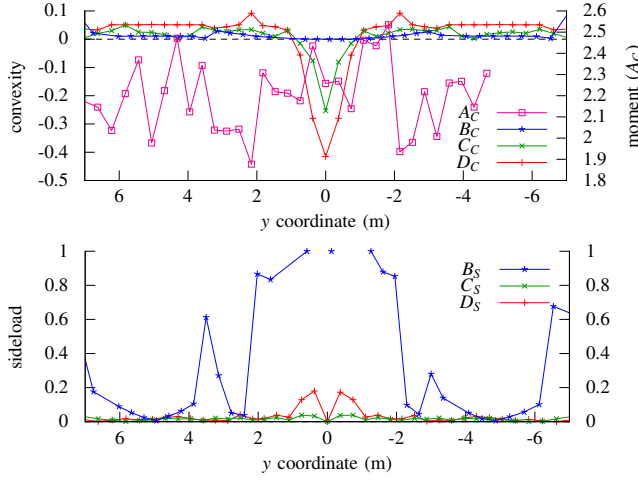 0.1 2.6
0 2.5
-0.1 2.4
-0.2 2.3
-0.3 2.2
-0.4 2.1
-0.5 2
1.9
1.8
convexity
moment (A_C)
A_C
B_C
C_C
D_C
6 4 2 0 -2 -4 -6
y coordinate (m)
1 1
0.8 0.8
0.6 0.6
0.4 0.4
0.2 0.2
0 0
sideload
B_S
C_S
D_S
6 4 2 0 -2 -4 -6
y coordinate (m)